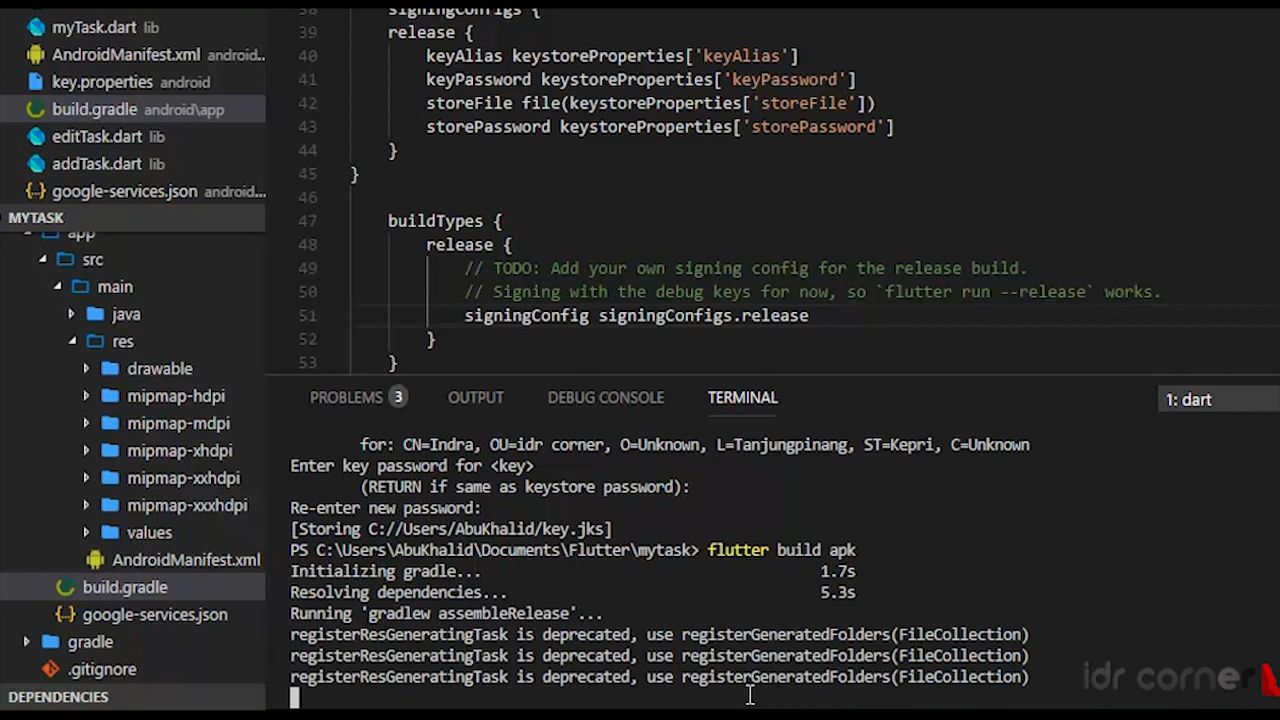 myTask.dart lib
AndroidManifest.xml android...
key.properties android
build.gradle android\app
editTask.dart lib
addTask.dart lib
google-services.json android...
MYTASK
app
src
main
java
res
drawable
mipmap-hdpi
mipmap-mdpi
mipmap-xhdpi
mipmap-xxhdpi
mipmap-xxxhdpi
values
AndroidManifest.xml
build.gradle
google-services.json
gradle
.gitignore
DEPENDENCIES
38 signingConfigs {
39 release {
40 keyAlias keystoreProperties['keyAlias']
41 keyPassword keystoreProperties['keyPassword']
42 storeFile file(keystoreProperties['storeFile'])
43 storePassword keystoreProperties['storePassword']
44 }
45 }
46
47 buildTypes {
48 release {
49 // TODO: Add your own signing config for the release build.
50 // Signing with the debug keys for now, so `flutter run --release` works.
51 signingConfig signingConfigs.release
52 }
53 }
PROBLEMS 3 OUTPUT DEBUG CONSOLE TERMINAL 1: dart
for: CN=Indra, OU=idr corner, O=Unknown, L=Tanjungpinang, ST=Kepri, C=Unknown
Enter key password for <key>
(RETURN if same as keystore password):
Re-enter new password:
[Storing C://Users/AbuKhalid/key.jks]
PS C:\Users\AbuKhalid\Documents\Flutter\mytask> flutter build apk
Initializing gradle... 1.7s
Resolving dependencies... 5.3s
Running 'gradlew assembleRelease'...
registerResGeneratingTask is deprecated, use registerGeneratedFolders(FileCollection)
registerResGeneratingTask is deprecated, use registerGeneratedFolders(FileCollection)
registerResGeneratingTask is deprecated, use registerGeneratedFolders(FileCollection)
idr corner